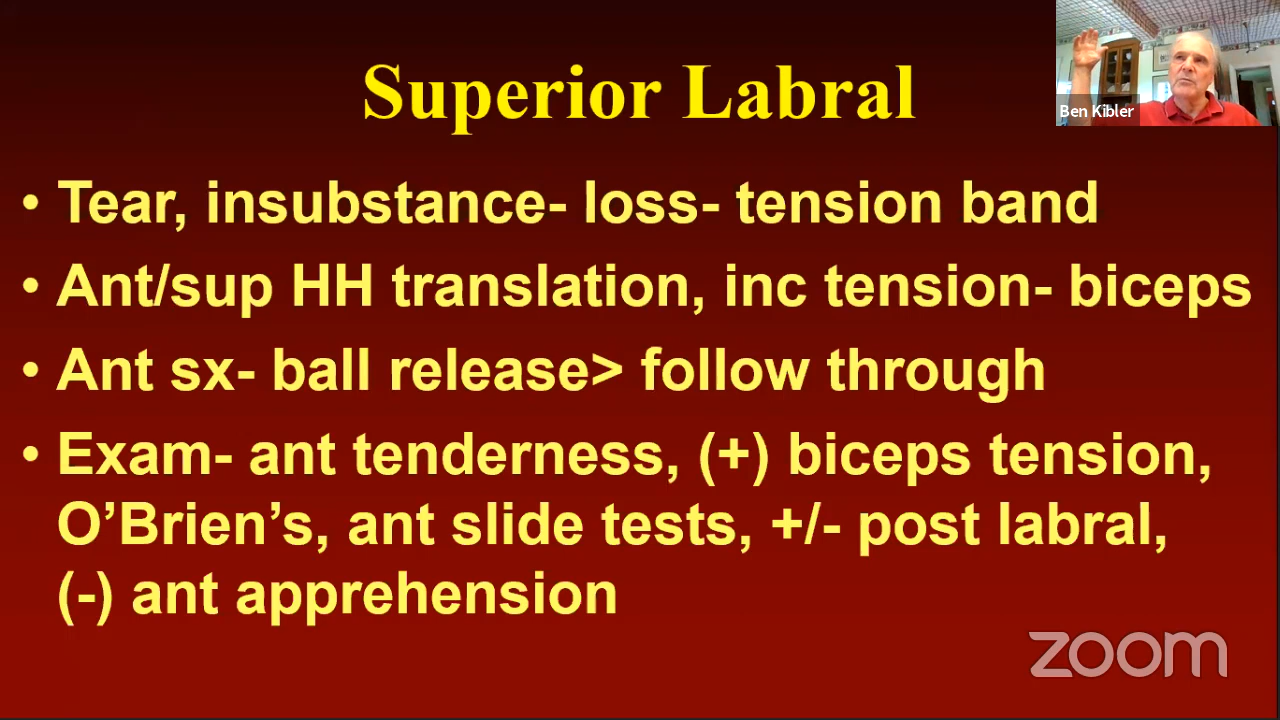 Superior Labral
Ben Kibler
• Tear, insubstance- loss- tension band
• Ant/sup HH translation, inc tension- biceps
• Ant sx- ball release> follow through
• Exam- ant tenderness, (+) biceps tension,
O’Brien’s, ant slide tests, +/- post labral,
(-) ant apprehension
zoom